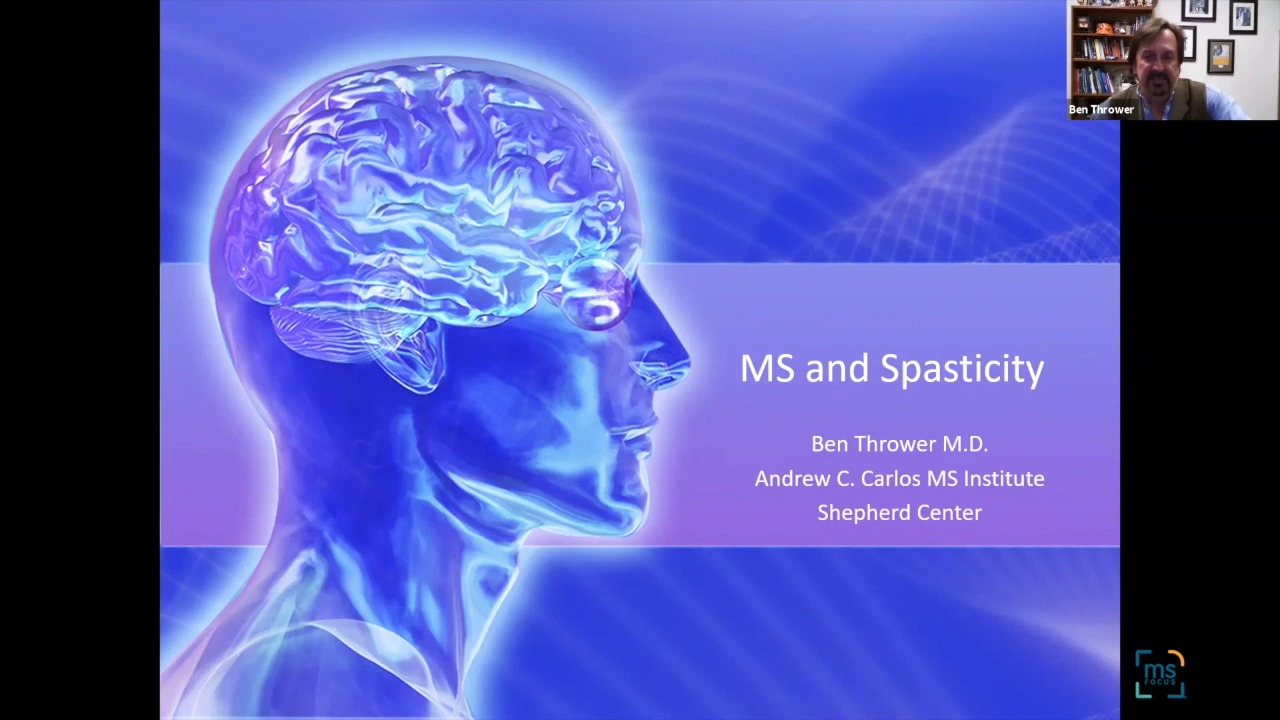 Ben Thrower
MS and Spasticity
Ben Thrower M.D.
Andrew C. Carlos MS Institute
Shepherd Center
ms
FOCUS